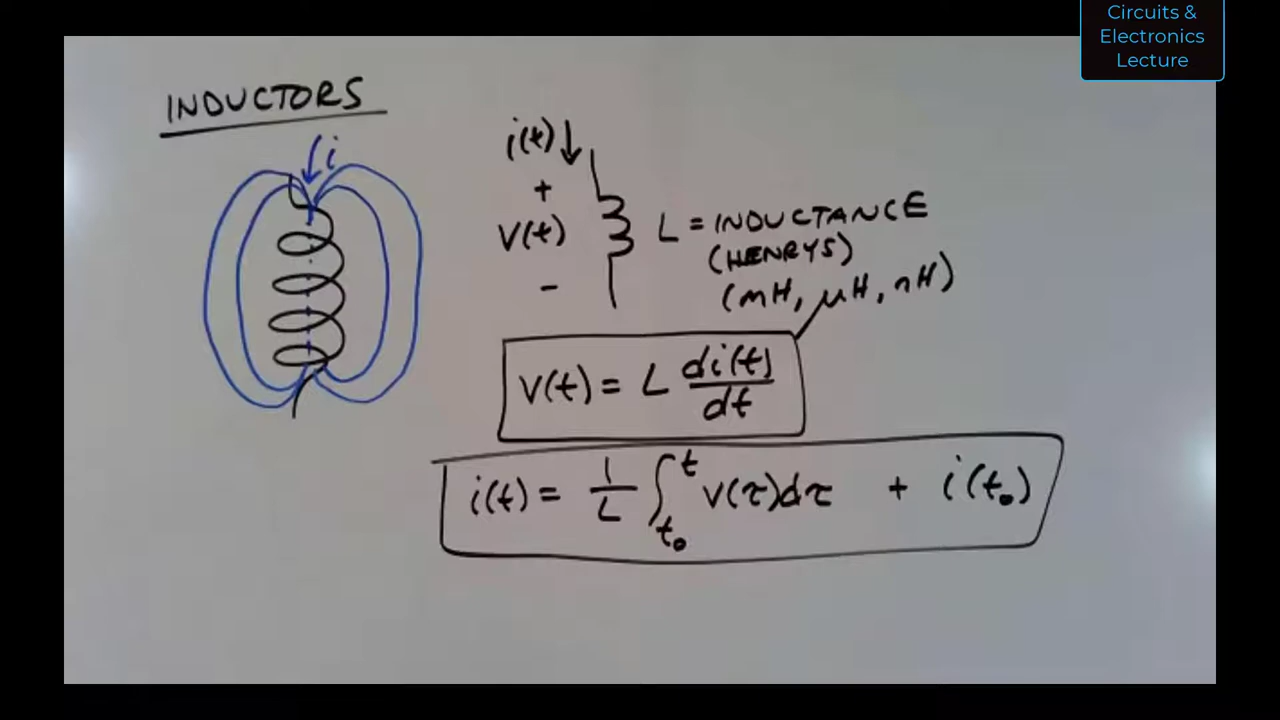 Circuits &
Electronics
Lecture
INDUCTORS
i
i(t) ↓
+
v(t)
-
L = INDUCTANCE
(HENRYS)
(mH, μH, nH)
v(t) = L di(t)/dt
i(t) = 1/L ∫_{t₀}^{t} v(τ)dτ + i(t₀)